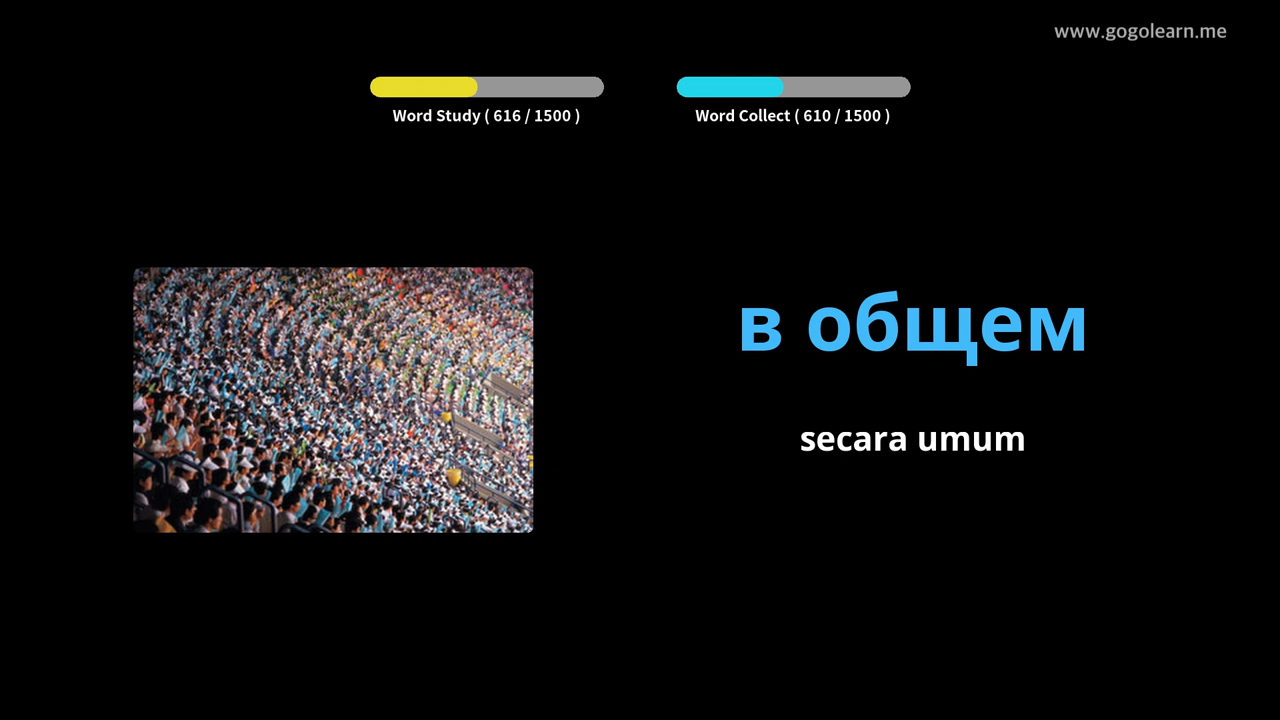 www.gogolearn.me
Word Study ( 616 / 1500 )
Word Collect ( 610 / 1500 )
в общем
secara umum